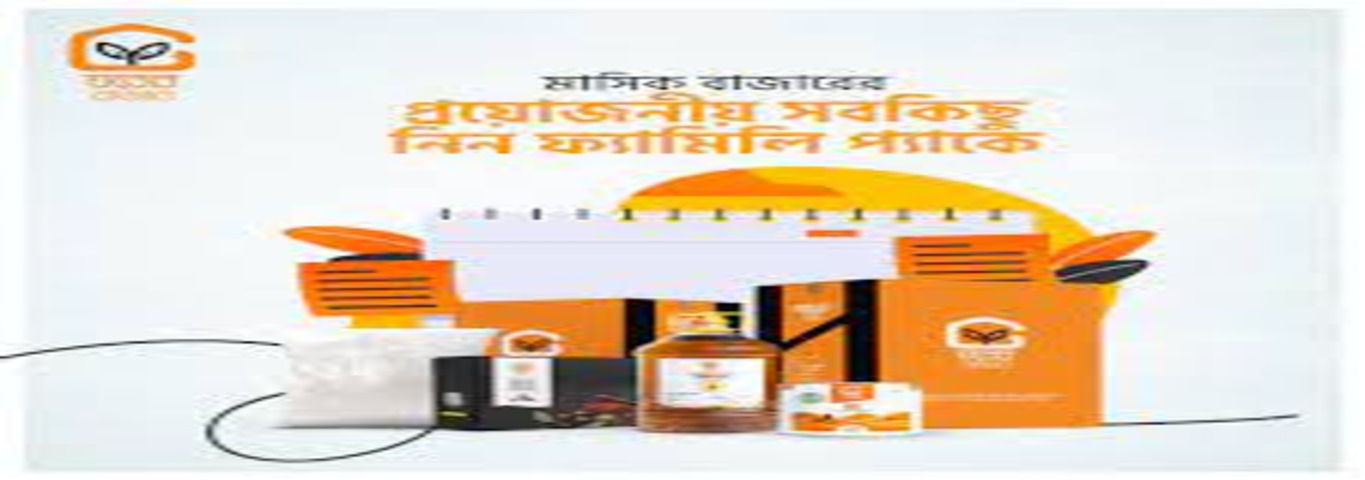 মাসিক বাজারের
প্রয়োজনীয় সবকিছু
নিন ফ্যামিলি প্যাকে